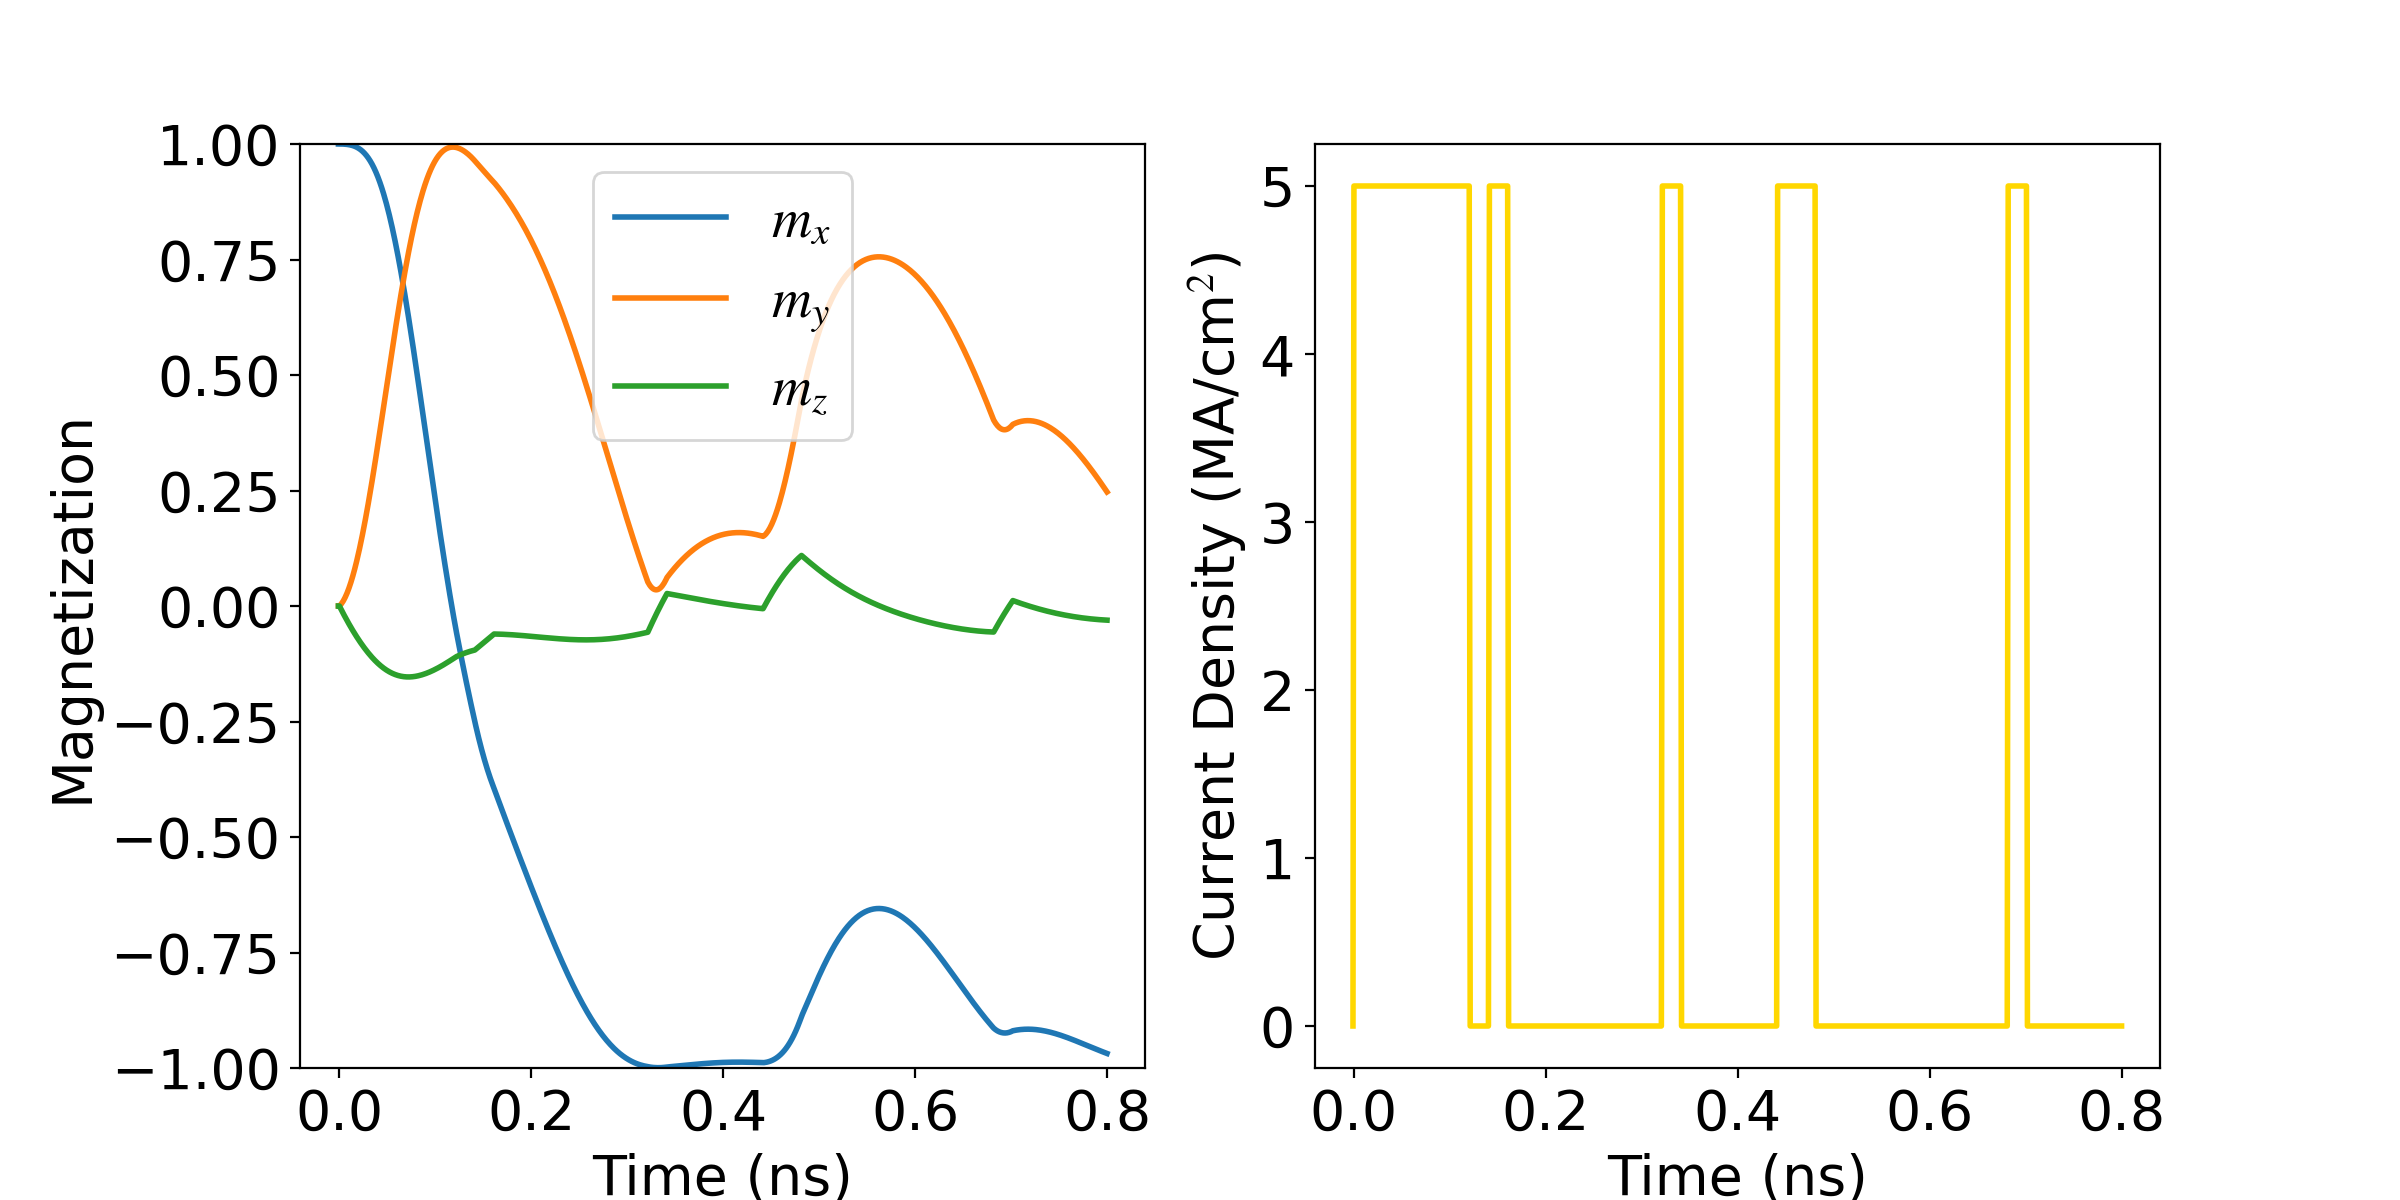 1.00
0.75
0.50
0.25
0.00
−0.25
−0.50
−0.75
−1.00
Magnetization
0.0 0.2 0.4 0.6 0.8
Time (ns)
m_x
m_y
m_z
5
4
3
2
1
0
Current Density (MA/cm²)
0.0 0.2 0.4 0.6 0.8
Time (ns)